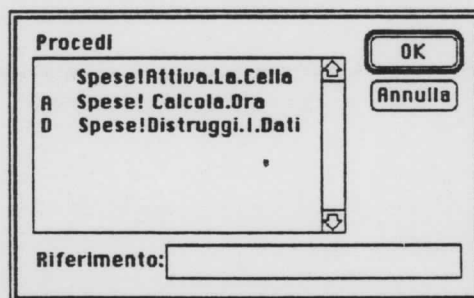 Procedi
Spese!Attiva.La.Cella
A Spese! Calcola.Ora
D Spese!Distruggi.I.Dati
OK
Annulla
Riferimento: